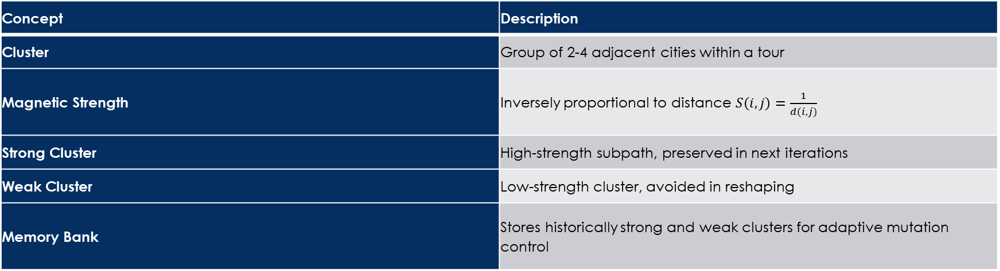 Concept Description
Cluster Group of 2-4 adjacent cities within a tour
Magnetic Strength Inversely proportional to distance S(i,j) = 1/d(i,j)
Strong Cluster High-strength subpath, preserved in next iterations
Weak Cluster Low-strength cluster, avoided in reshaping
Memory Bank Stores historically strong and weak clusters for adaptive mutation
control